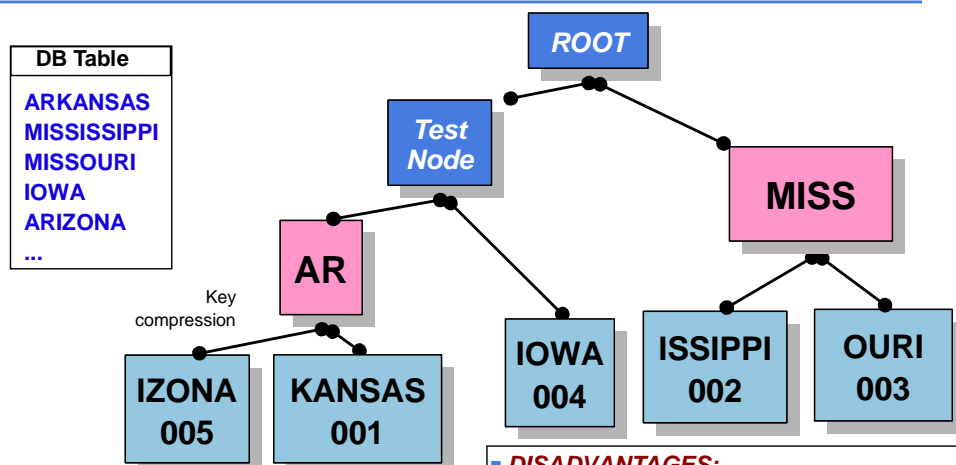 ROOT
DB Table
ARKANSAS
MISSISSIPPI
MISSOURI
IOWA
ARIZONA
...
Test
Node
MISS
AR
Key
compression
IZONA
005
KANSAS
001
IOWA
004
ISSIPPI
002
OURI
003
DISADVANTAGES: